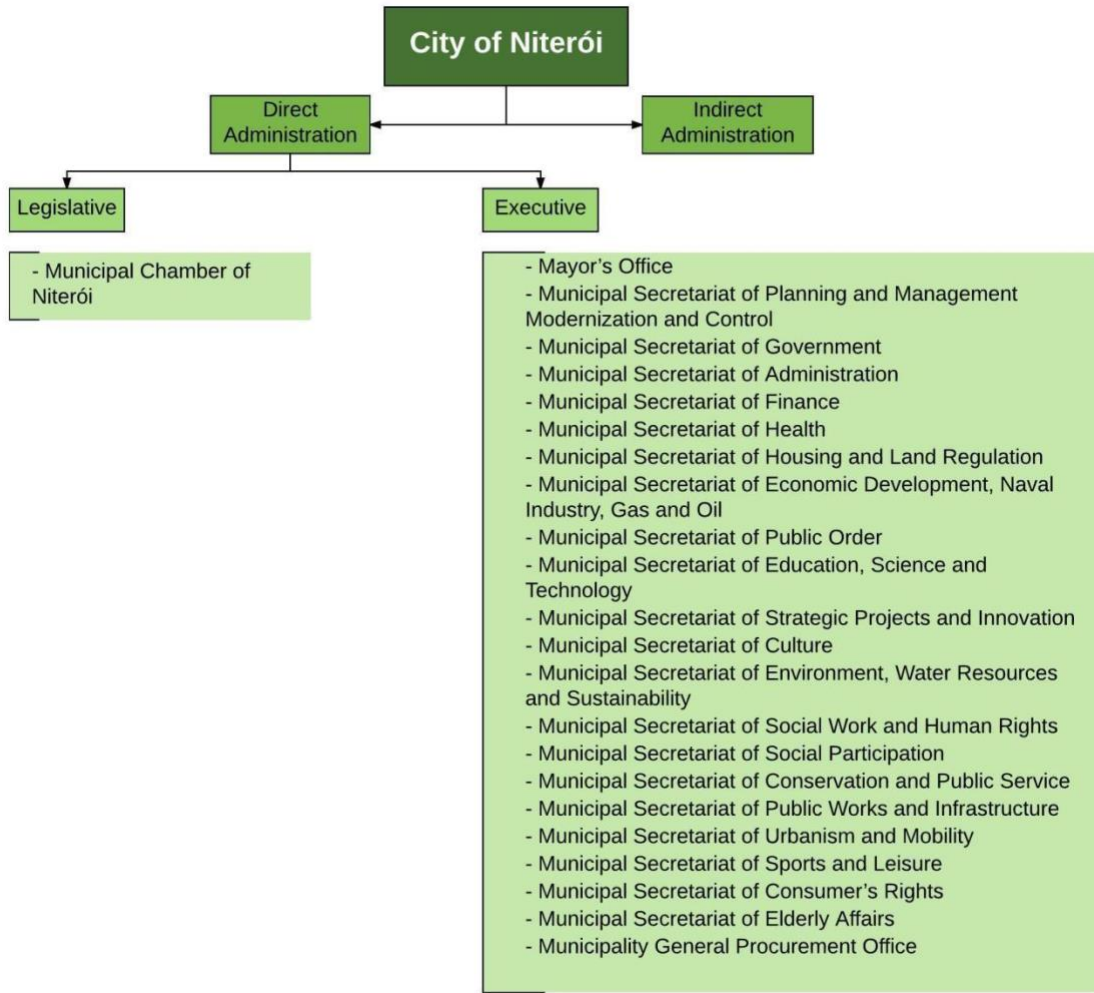 City of Niterói
Direct
Administration
Indirect
Administration
Legislative
Executive
- Municipal Chamber of
Niterói
- Mayor’s Office
- Municipal Secretariat of Planning and Management
Modernization and Control
- Municipal Secretariat of Government
- Municipal Secretariat of Administration
- Municipal Secretariat of Finance
- Municipal Secretariat of Health
- Municipal Secretariat of Housing and Land Regulation
- Municipal Secretariat of Economic Development, Naval
Industry, Gas and Oil
- Municipal Secretariat of Public Order
- Municipal Secretariat of Education, Science and
Technology
- Municipal Secretariat of Strategic Projects and Innovation
- Municipal Secretariat of Culture
- Municipal Secretariat of Environment, Water Resources
and Sustainability
- Municipal Secretariat of Social Work and Human Rights
- Municipal Secretariat of Social Participation
- Municipal Secretariat of Conservation and Public Service
- Municipal Secretariat of Public Works and Infrastructure
- Municipal Secretariat of Urbanism and Mobility
- Municipal Secretariat of Sports and Leisure
- Municipal Secretariat of Consumer’s Rights
- Municipal Secretariat of Elderly Affairs
- Municipality General Procurement Office